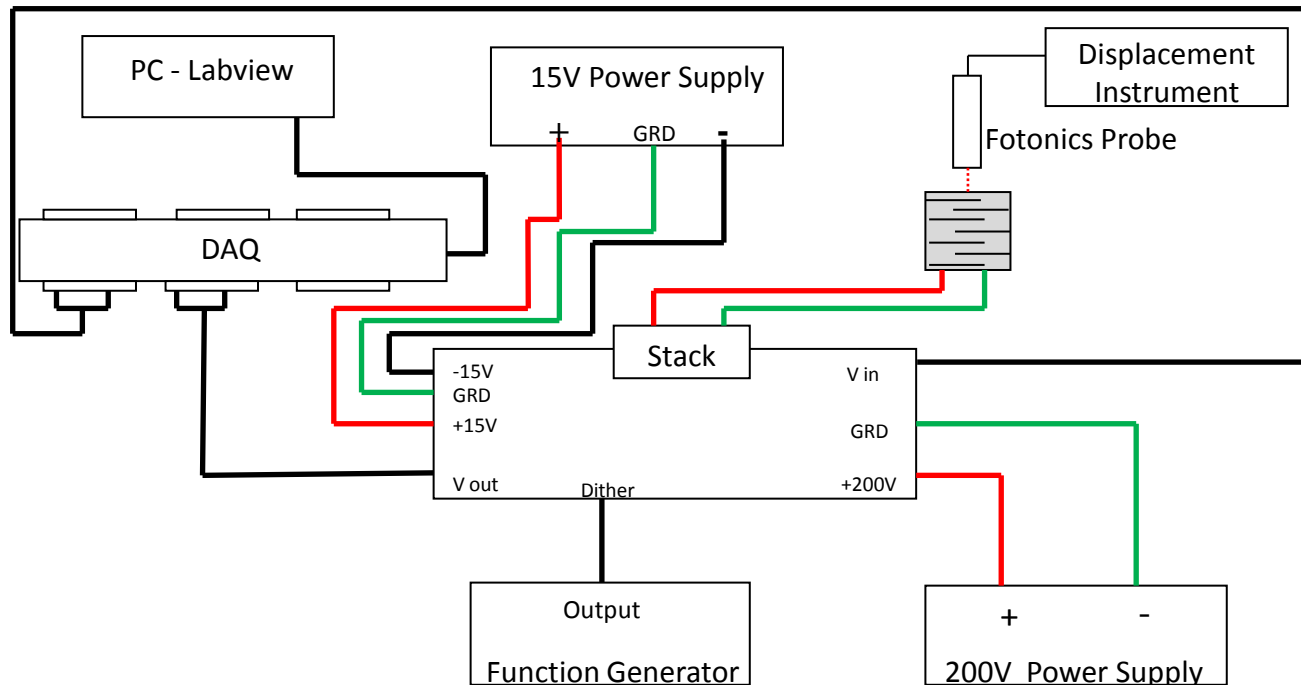 PC - Labview
15V Power Supply
+
GRD
-
Displacement
Instrument
Fotonics Probe
DAQ
Stack
-15V
GRD
+15V
V out
Dither
V in
GRD
+200V
Output
Function Generator
+
-
200V Power Supply